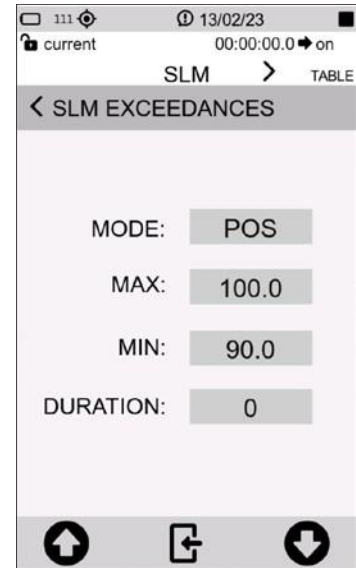 111 13/02/23
current 00:00:00.0 on
SLM > TABLE
< SLM EXCEEDANCES
MODE: POS
MAX: 100.0
MIN: 90.0
DURATION: 0